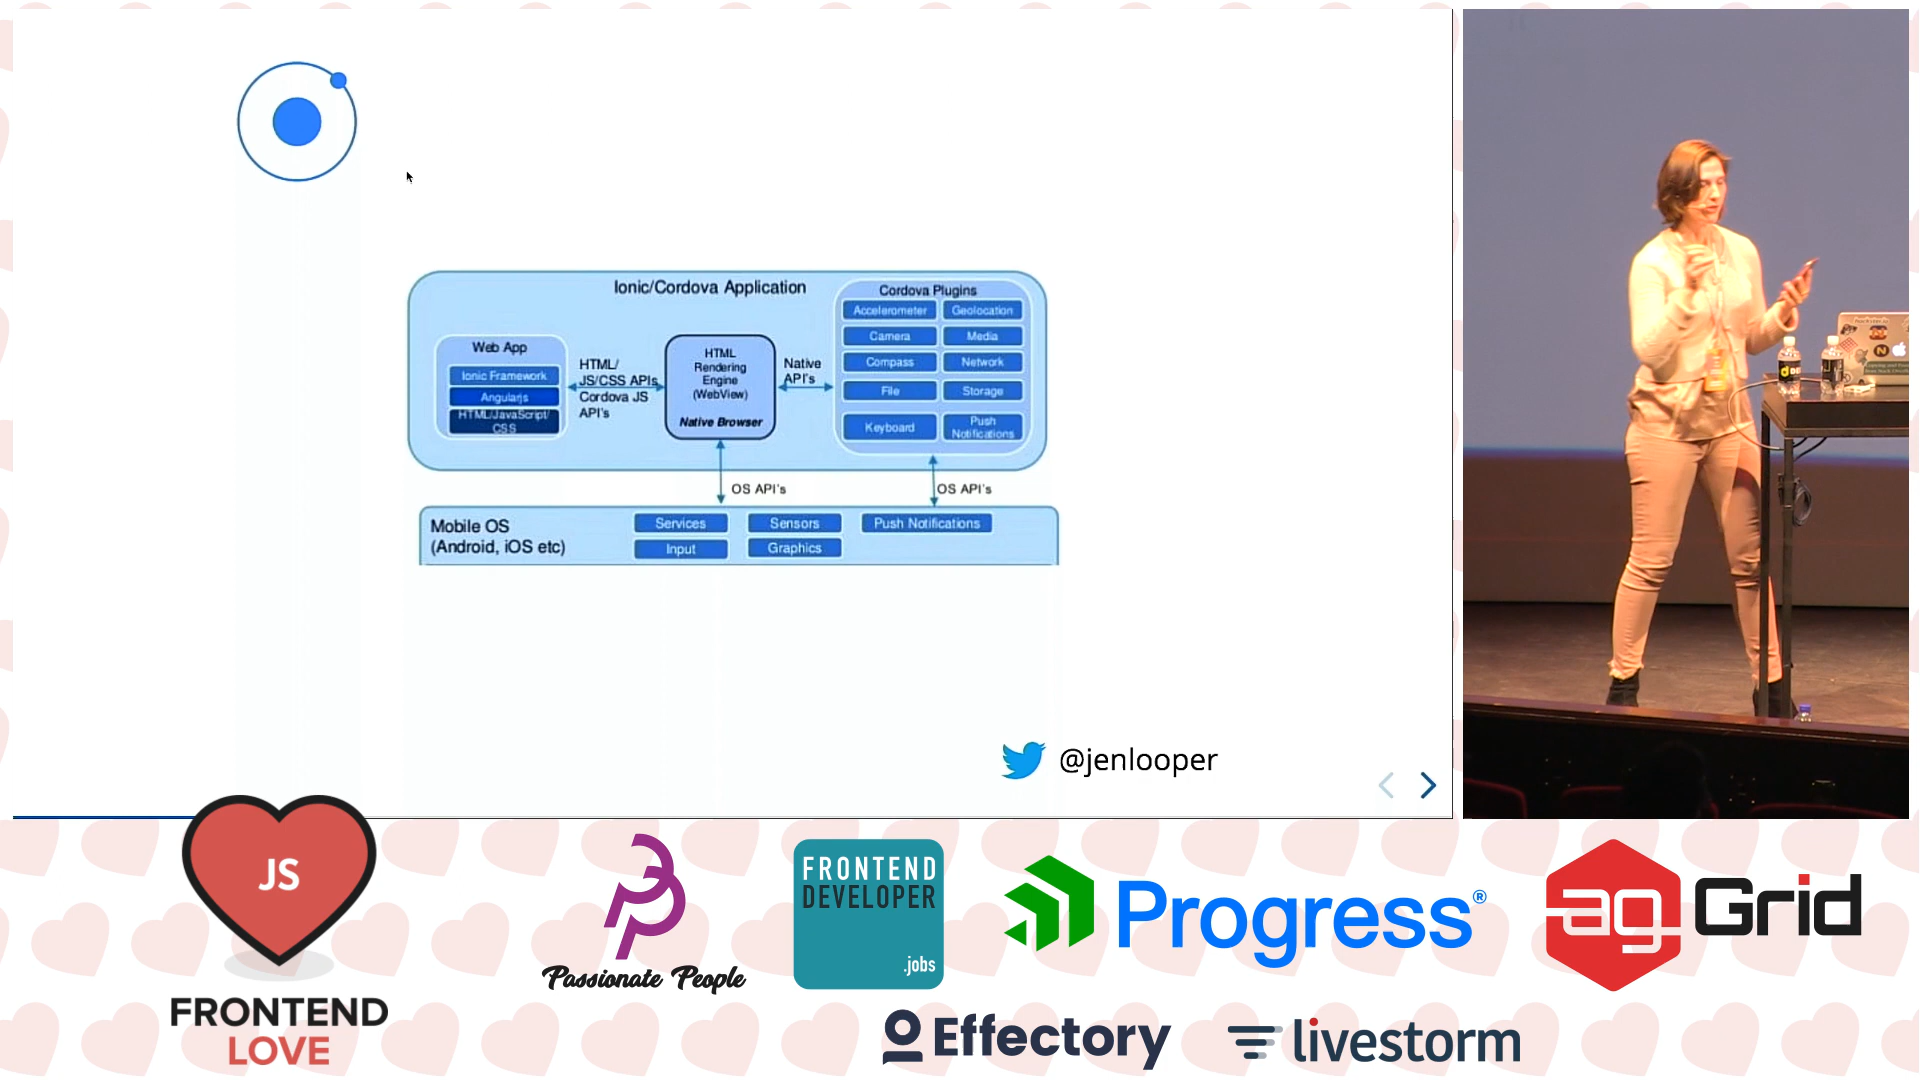 Ionic/Cordova Application
Web App
Ionic Framework
Angularjs
HTML/JavaScript/
CSS
HTML/
JS/CSS APIs
Cordova JS
API's
HTML
Rendering
Engine
(WebView)
Native Browser
Native
API's
Cordova Plugins
Accelerometer
Geolocation
Camera
Media
Compass
Network
File
Storage
Keyboard
Push
Notifications
OS API's
OS API's
Mobile OS
(Android, iOS etc)
Services
Sensors
Push Notifications
Input
Graphics
@jenlooper
JS
FRONTEND
LOVE
Passionate People
FRONTEND
DEVELOPER
.jobs
Progress®
ag Grid
Effectory
livestorm